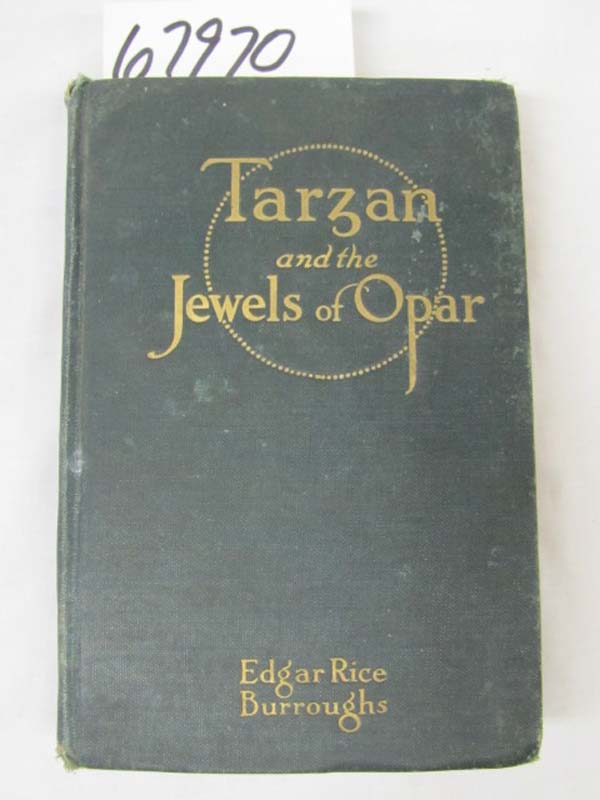 67970
Tarzan
and the
Jewels of Opar
Edgar Rice
Burroughs